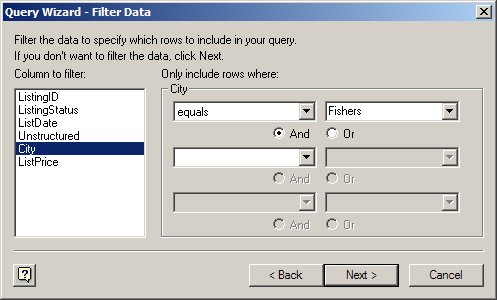 Query Wizard - Filter Data
Filter the data to specify which rows to include in your query.
If you don't want to filter the data, click Next.
Column to filter:
Only include rows where:
ListingID
ListingStatus
ListDate
Unstructured
City
ListPrice
City
equals
Fishers
And
Or
And
Or
And
Or
?
< Back
Next >
Cancel